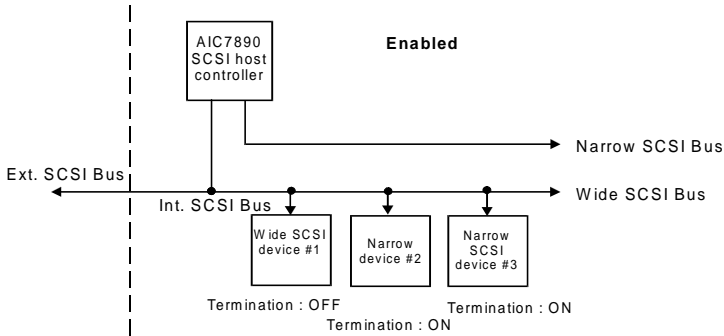 AIC7890
SCSI host
controller
Enabled
Narrow SCSI Bus
Ext. SCSI Bus
Wide SCSI Bus
Int. SCSI Bus
Wide SCSI
device #1
Narrow
device #2
Narrow
SCSI
device #3
Termination : OFF
Termination : ON
Termination : ON